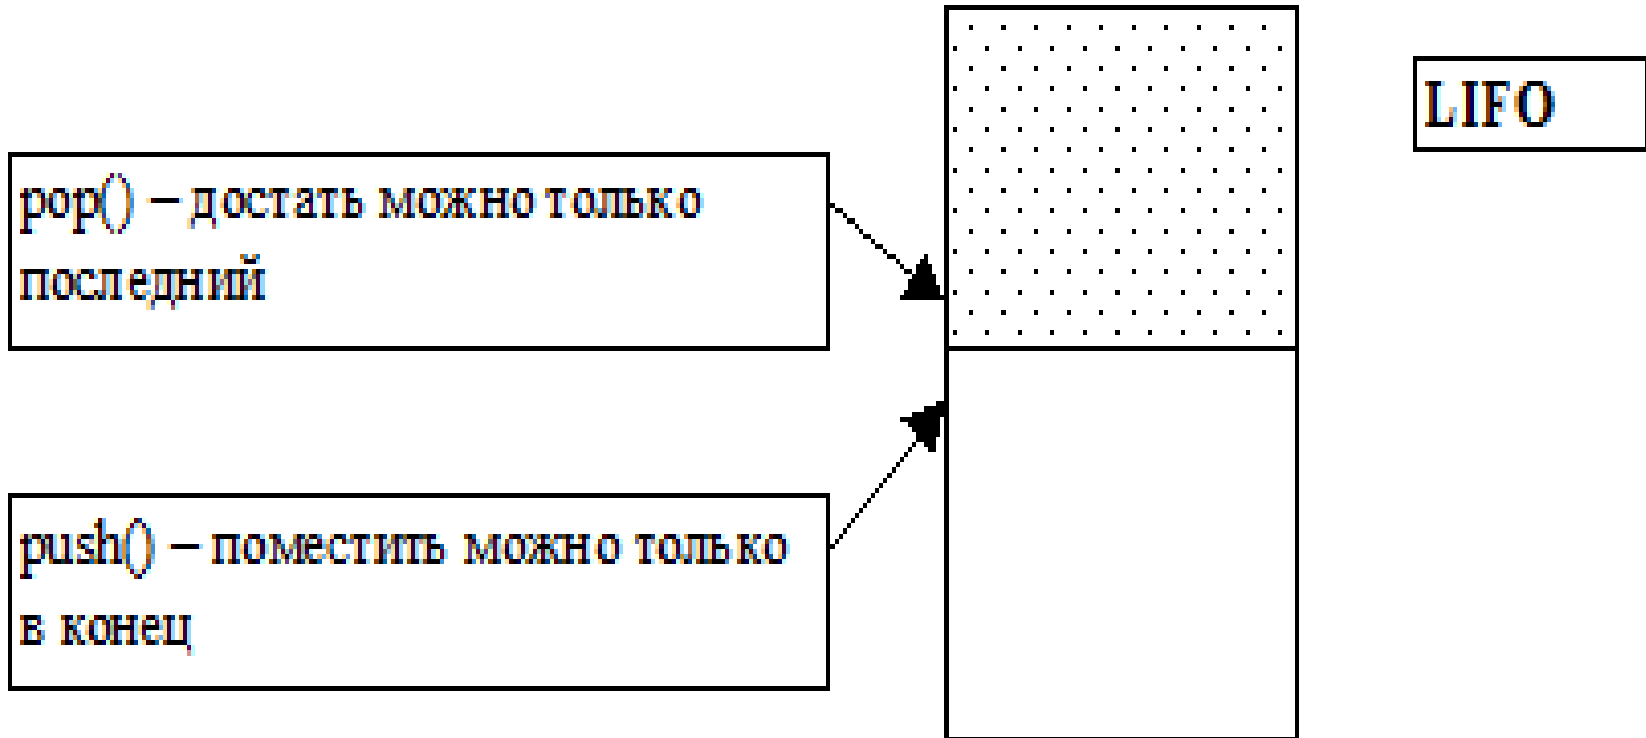 LIFO
pop() – достать можно только
последний
push() – поместить можно только
в конец